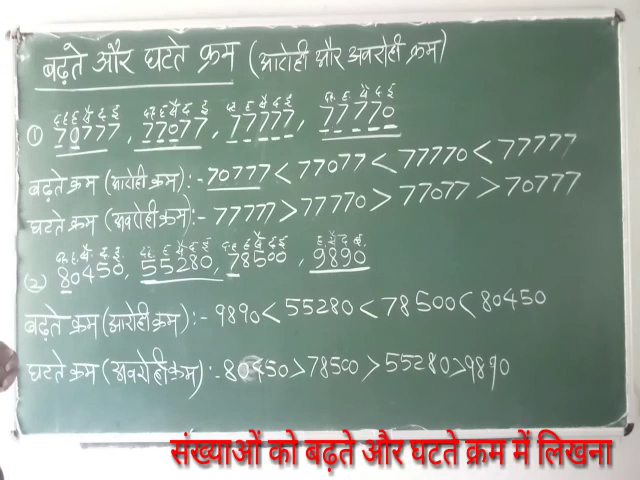 बढ़ते और घटते क्रम (आरोही और अवरोही क्रम)
द.ह. ह. सै. द. ई. द.ह. ह. सै. द. ई. द.ह. ह. सै. द. ई. द.ह. ह. सै. द. ई.
① 70777, 77077, 77777, 77770
बढ़ते क्रम (आरोही क्रम):- 70777 < 77077 < 77770 < 77777
घटते क्रम (अवरोही क्रम):- 77777 > 77770 > 77077 > 70777
द.ह. ह. सै. द. ई. द.ह. ह. सै. द. ई. द.ह. ह. सै. द. ई. ह. सै. द. ई.
(2) 80450, 55280, 78500, 9890
बढ़ते क्रम (आरोही क्रम):- 9890 < 55280 < 78500 < 80450
घटते क्रम (अवरोही क्रम):- 80450 > 78500 > 55280 > 9890
संख्याओं को बढ़ते और घटते क्रम में लिखना